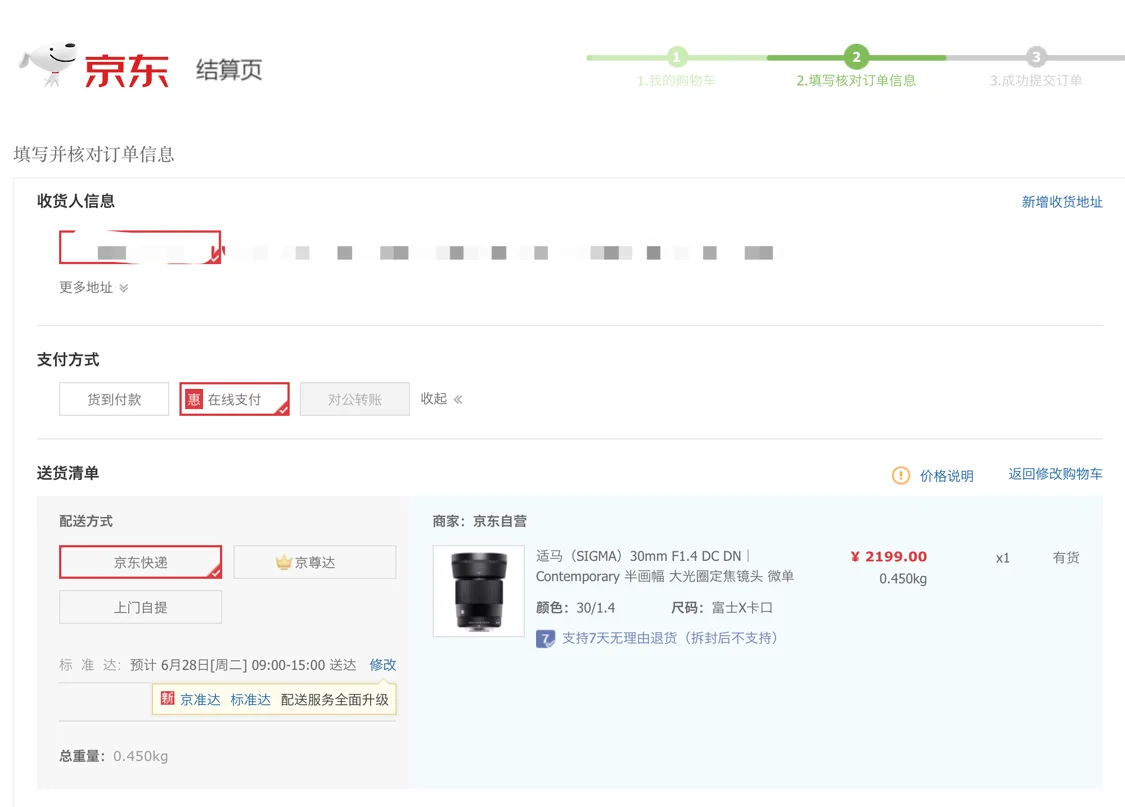 京东 结算页
1 2 3
1.我的购物车 2.填写核对订单信息 3.成功提交订单
填写并核对订单信息
收货人信息 新增收货地址
更多地址
支付方式
货到付款 惠 在线支付 对公转账 收起
送货清单 价格说明 返回修改购物车
配送方式
京东快递 京尊达
上门自提
标 准 达: 预计 6月28日[周二] 09:00-15:00 送达 修改
新 京准达 标准达 配送服务全面升级
总重量: 0.450kg
商家: 京东自营
适马（SIGMA）30mm F1.4 DC DN｜ ¥ 2199.00 x1 有货
Contemporary 半画幅 大光圈定焦镜头 微单 0.450kg
颜色: 30/1.4 尺码: 富士X卡口
7 支持7天无理由退货（拆封后不支持）